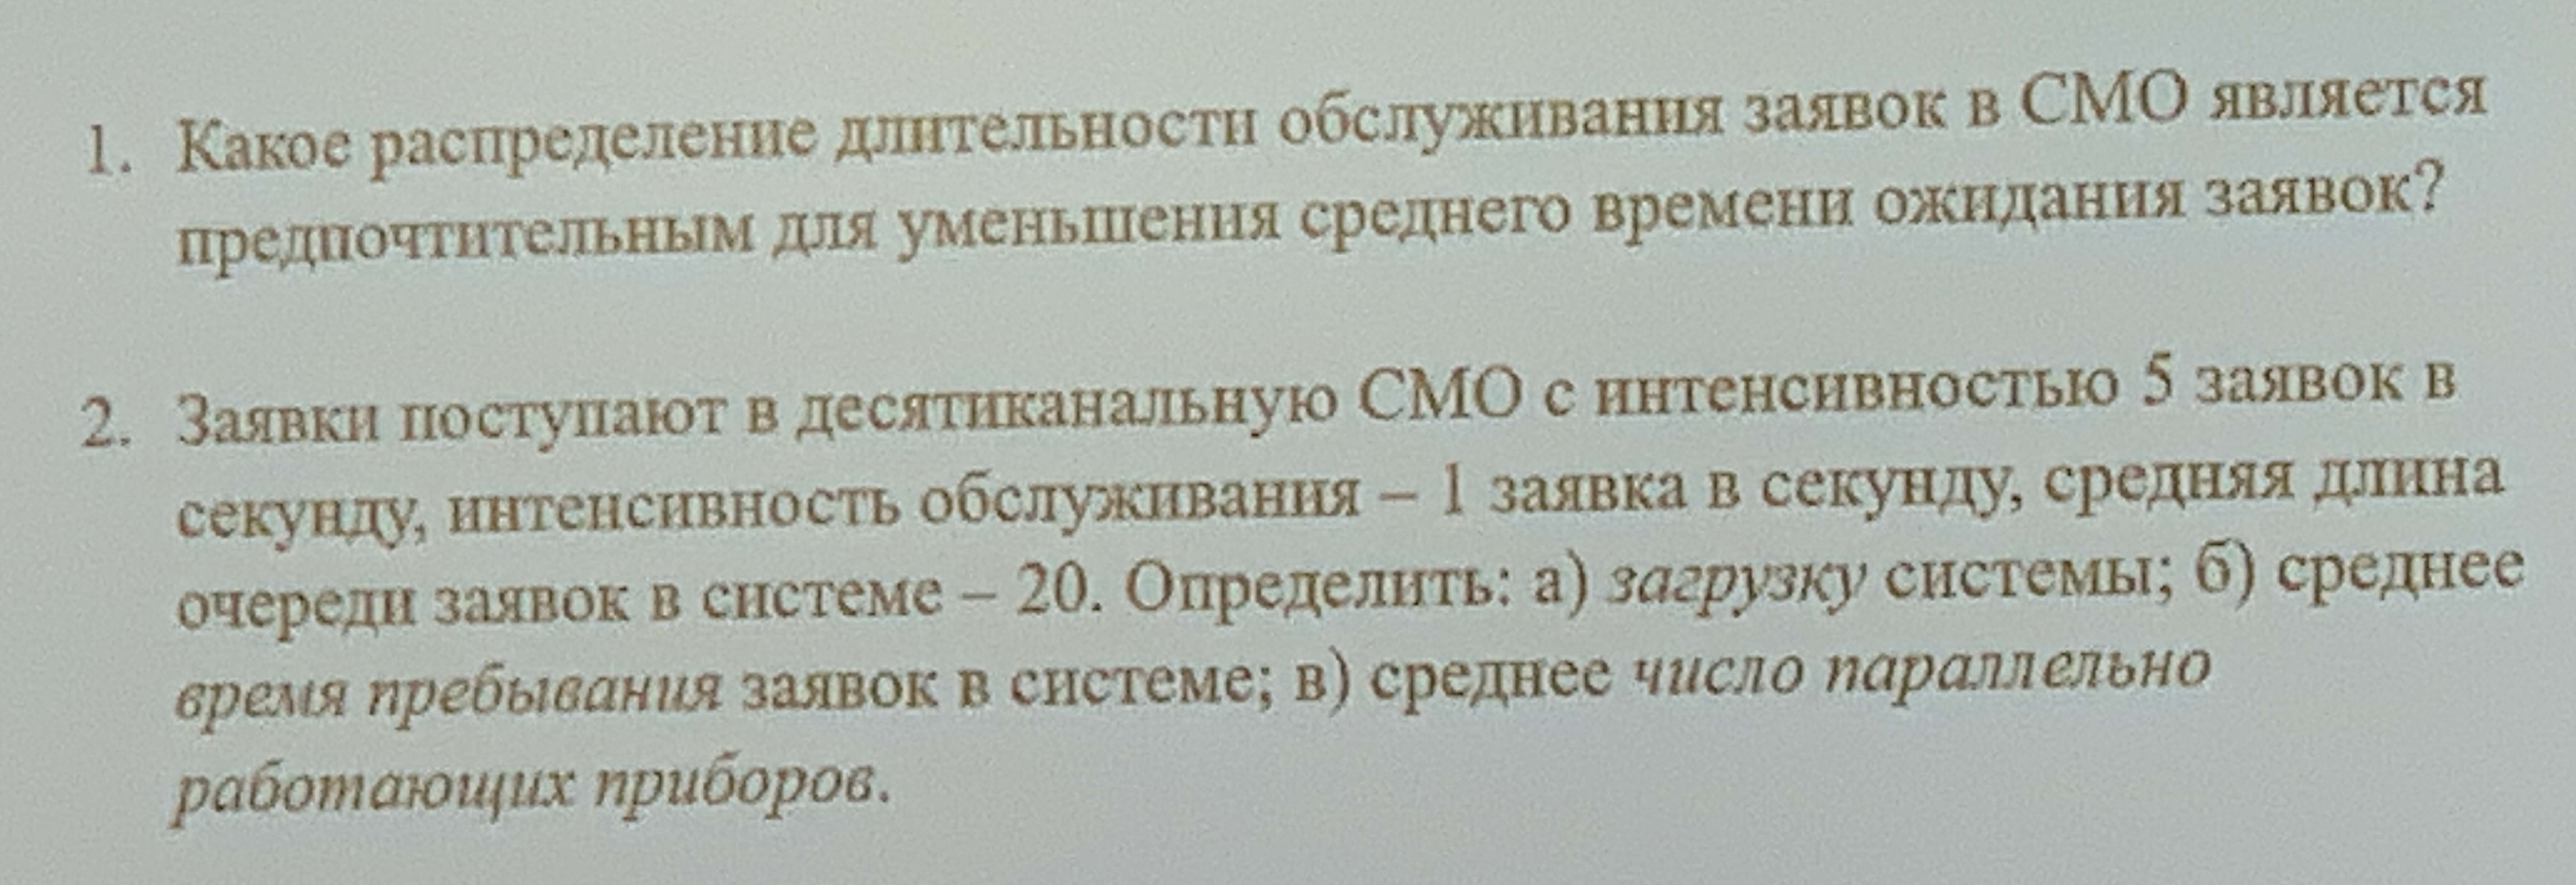 1. Какое распределение длительности обслуживания заявок в СМО является
предпочтительным для уменьшения среднего времени ожидания заявок?
2. Заявки поступают в десятиканальную СМО с интенсивностью 5 заявок в
секунду, интенсивность обслуживания – 1 заявка в секунду, средняя длина
очереди заявок в системе – 20. Определить: а) загрузку системы; б) среднее
время пребывания заявок в системе; в) среднее число параллельно
работающих приборов.